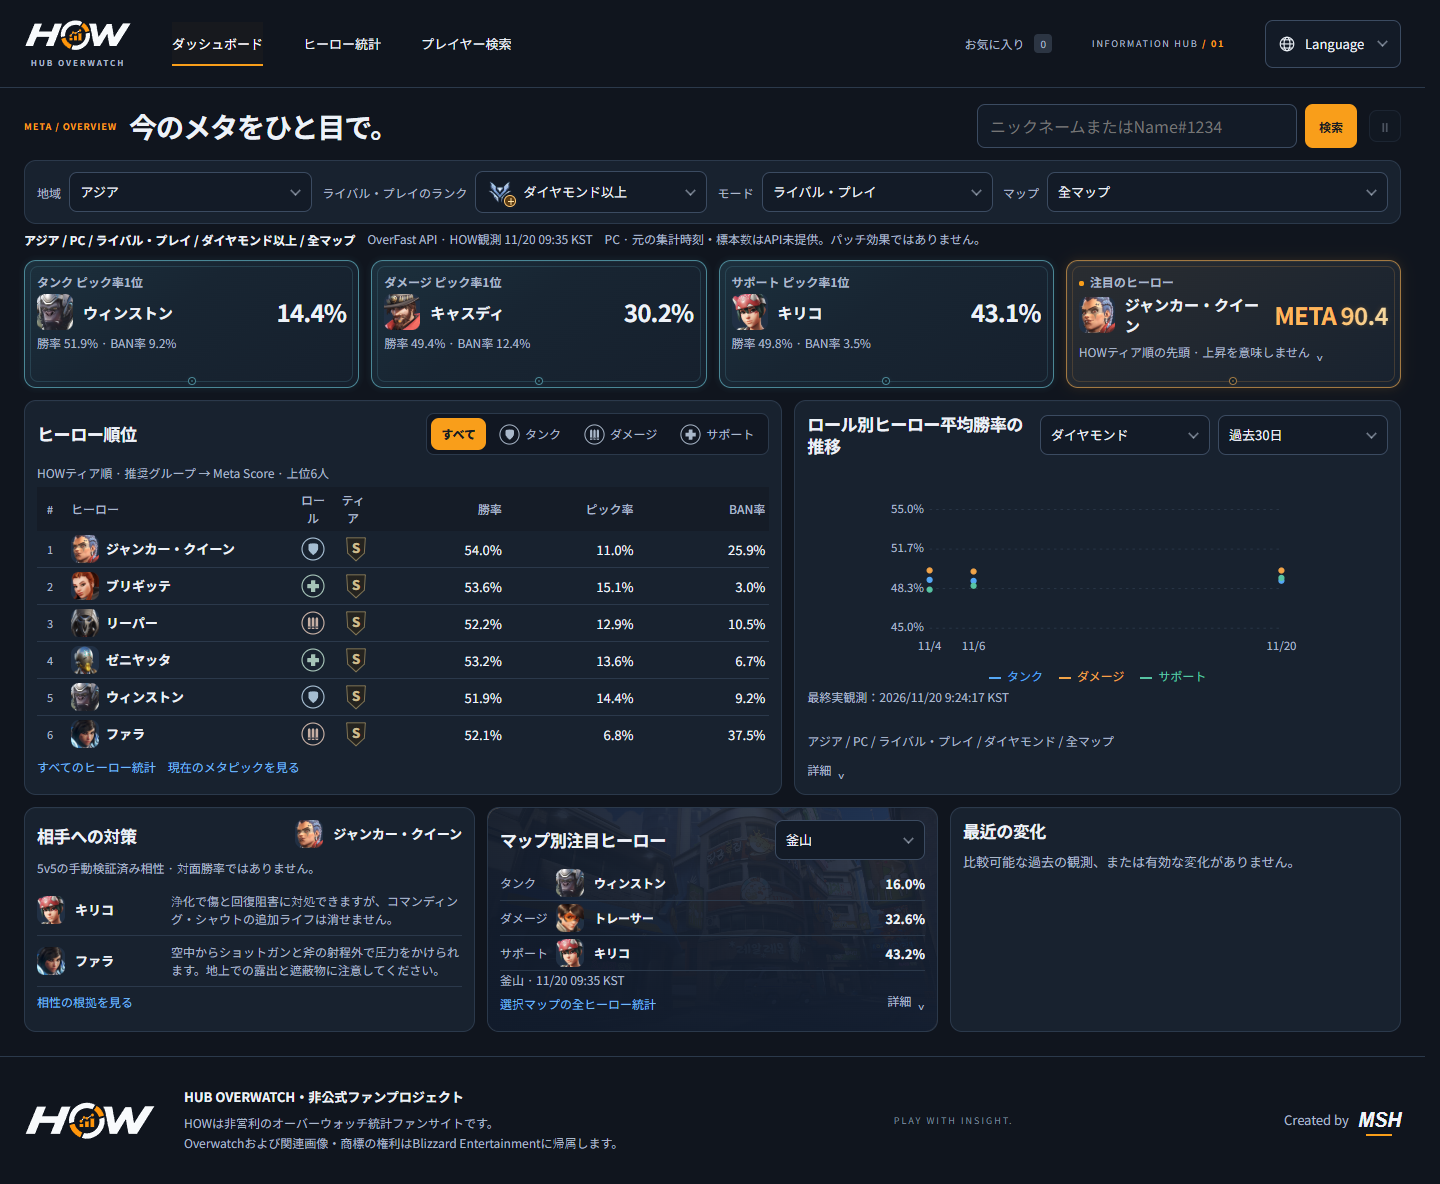 HOW
HUB OVERWATCH
ダッシュボード
ヒーロー統計
プレイヤー検索
お気に入り 0
INFORMATION HUB / 01
Language
META / OVERVIEW
今のメタをひと目で。
ニックネームまたはName#1234
検索
地域
アジア
ライバル・プレイのランク
ダイヤモンド以上
モード
ライバル・プレイ
マップ
全マップ
アジア / PC / ライバル・プレイ / ダイヤモンド以上 / 全マップ
OverFast API · HOW観測 11/20 09:35 KST
PC · 元の集計時刻・標本数はAPI未提供。パッチ効果ではありません。
タンク ピック率1位
ウィンストン
14.4%
勝率 51.9% · BAN率 9.2%
ダメージ ピック率1位
キャスディ
30.2%
勝率 49.4% · BAN率 12.4%
サポート ピック率1位
キリコ
43.1%
勝率 49.8% · BAN率 3.5%
注目のヒーロー
ジャンカー・クイー
ン
META 90.4
HOWティア順の先頭 · 上昇を意味しません
ヒーロー順位
すべて
タンク
ダメージ
サポート
HOWティア順 · 推奨グループ → Meta Score · 上位6人
# ヒーロー ロール ティア 勝率 ピック率 BAN率
1 ジャンカー・クイーン S 54.0% 11.0% 25.9%
2 ブリギッテ S 53.6% 15.1% 3.0%
3 リーパー S 52.2% 12.9% 10.5%
4 ゼニヤッタ S 53.2% 13.6% 6.7%
5 ウィンストン S 51.9% 14.4% 9.2%
6 ファラ S 52.1% 6.8% 37.5%
すべてのヒーロー統計
現在のメタピックを見る
ロール別ヒーロー平均勝率の
推移
ダイヤモンド
過去30日
55.0%
51.7%
48.3%
45.0%
11/4 11/6 11/20
タンク ダメージ サポート
最終実観測：2026/11/20 9:24:17 KST
アジア / PC / ライバル・プレイ / ダイヤモンド / 全マップ
詳細
相手への対策
ジャンカー・クイーン
5v5の手動検証済み相性 · 対面勝率ではありません。
キリコ
浄化で傷と回復阻害に対処できますが、コマンディン
グ・シャウトの追加ライフは消せません。
ファラ
空中からショットガンと斧の射程外で圧力をかけられ
ます。地上での露出と遮蔽物に注意してください。
相性の根拠を見る
マップ別注目ヒーロー
釜山
タンク ウィンストン 16.0%
ダメージ トレーサー 32.6%
サポート キリコ 43.2%
釜山 · 11/20 09:35 KST
選択マップの全ヒーロー統計
詳細
最近の変化
比較可能な過去の観測、または有効な変化がありません。
HOW
HUB OVERWATCH・非公式ファンプロジェクト
HOWは非営利のオーバーウォッチ統計ファンサイトです。
Overwatchおよび関連画像・商標の権利はBlizzard Entertainmentに帰属します。
PLAY WITH INSIGHT.
Created by MSH